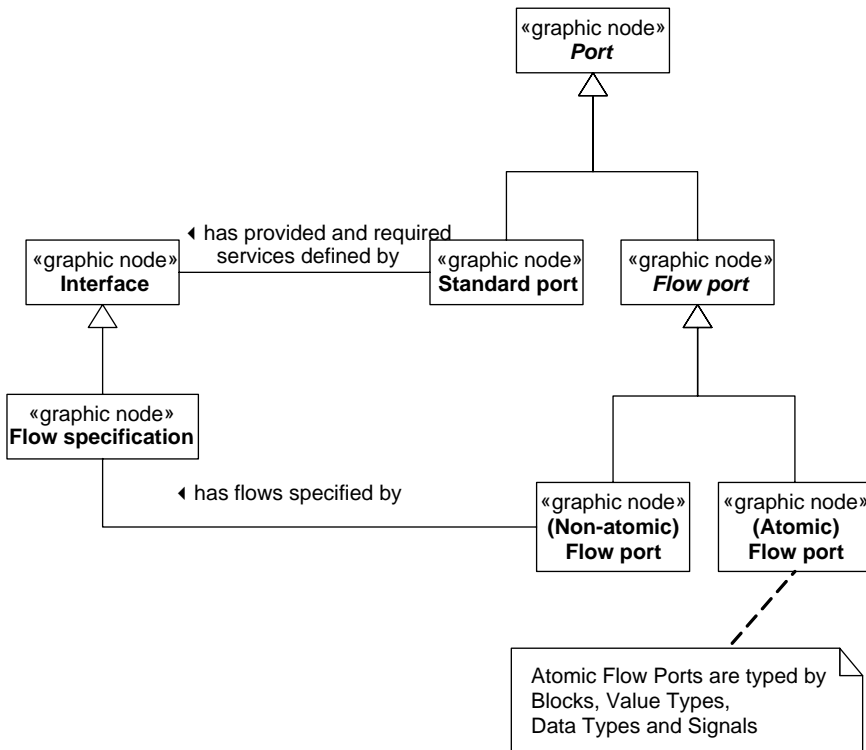 «graphic node»
Port
◀ has provided and required
services defined by
«graphic node»
Interface
«graphic node»
Standard port
«graphic node»
Flow port
«graphic node»
Flow specification
◀ has flows specified by
«graphic node»
(Non-atomic)
Flow port
«graphic node»
(Atomic)
Flow port
Atomic Flow Ports are typed by
Blocks, Value Types,
Data Types and Signals